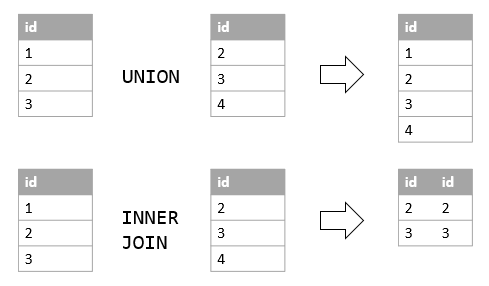 id id id
1 2 1
2 UNION 3 2
3 4 3
4
id id id id
1 2 2 2
2 INNER 3 3 3
3 JOIN 4